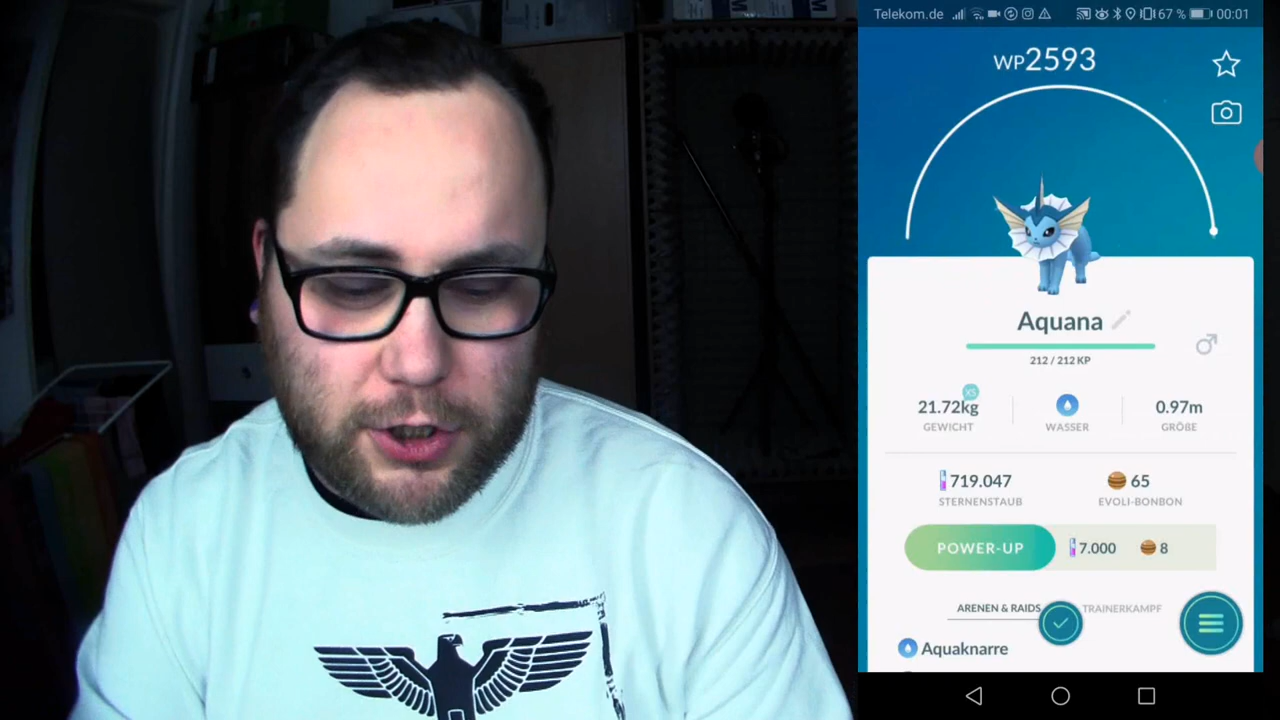 Telekom.de 67 % 00:01
WP2593
Aquana
212 / 212 KP
XS
21.72kg
GEWICHT
WASSER
0.97m
GRÖßE
719.047
STERNENSTAUB
65
EVOLI-BONBON
POWER-UP 7.000 8
ARENEN & RAIDS TRAINERKAMPF
Aquaknarre